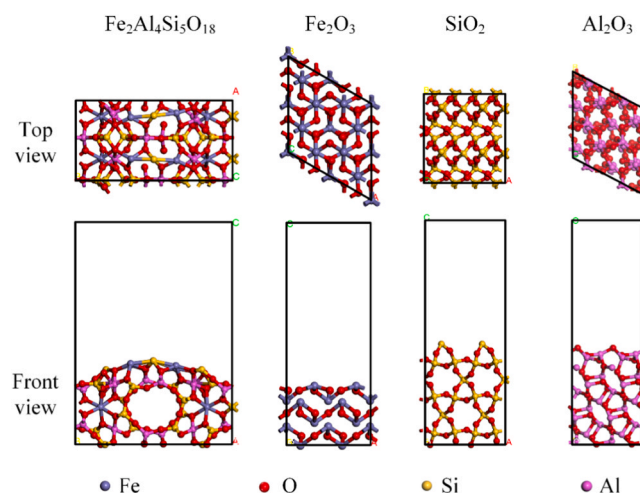 Fe₂Al₄Si₅O₁₈ Fe₂O₃ SiO₂ Al₂O₃
Top
view
A
C
A
A
C
C
C
Front
view
A
A
A
Fe O Si Al